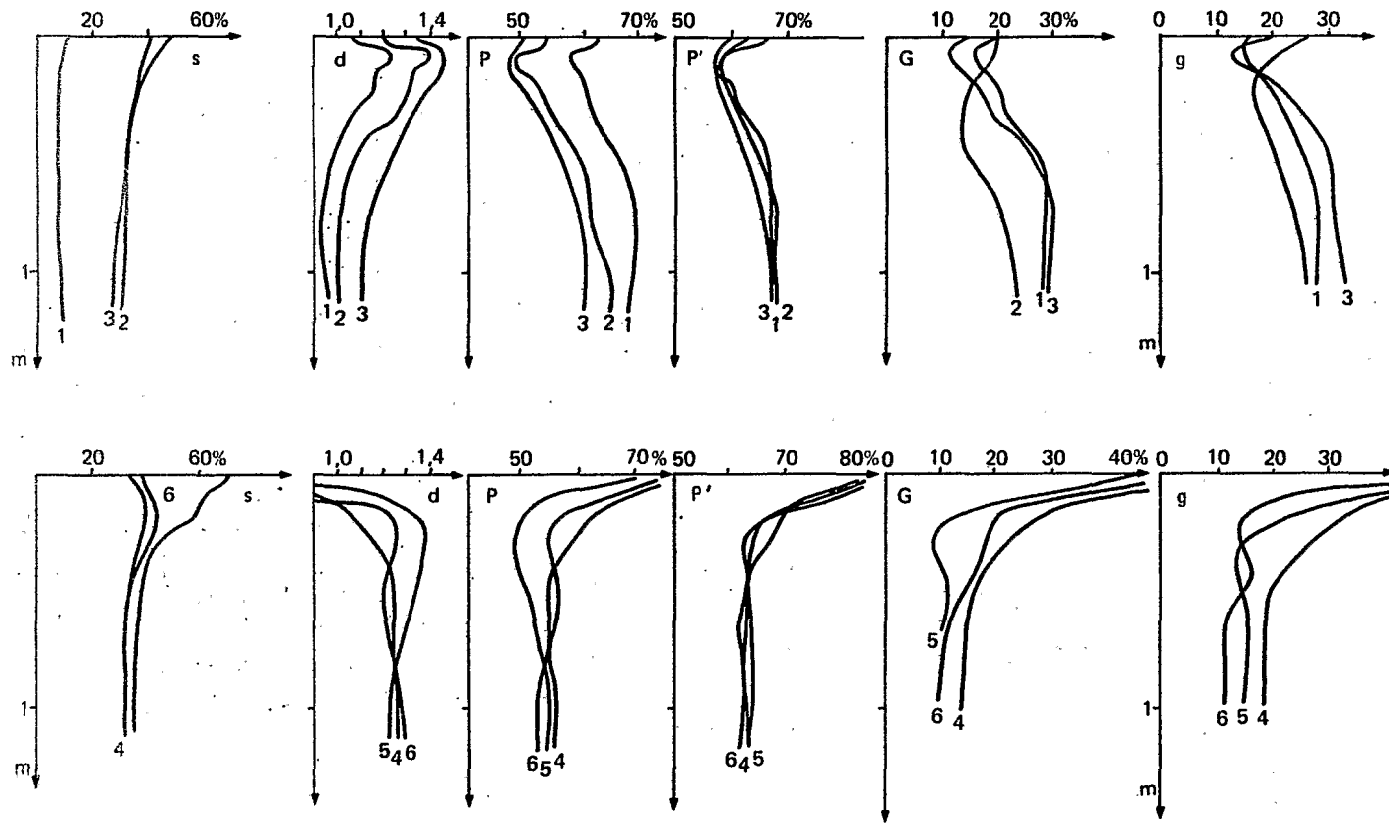 20 60% 1,0 1,4 50 70% 50 70% 10 20 30% 0 10 20 30
s d P P' G g
1
3 2 1 2 3 3 2 1 3 1 2 2 1 3 1 3
1
m m
20 60% 1,0 1,4 50 70% 50 70 80% 0 10 20 30 40% 0 10 20 30
6 s d P P' G g
5
1 1
4 5 4 6 6 5 4 6 4 5 6 4 6 5 4
m m